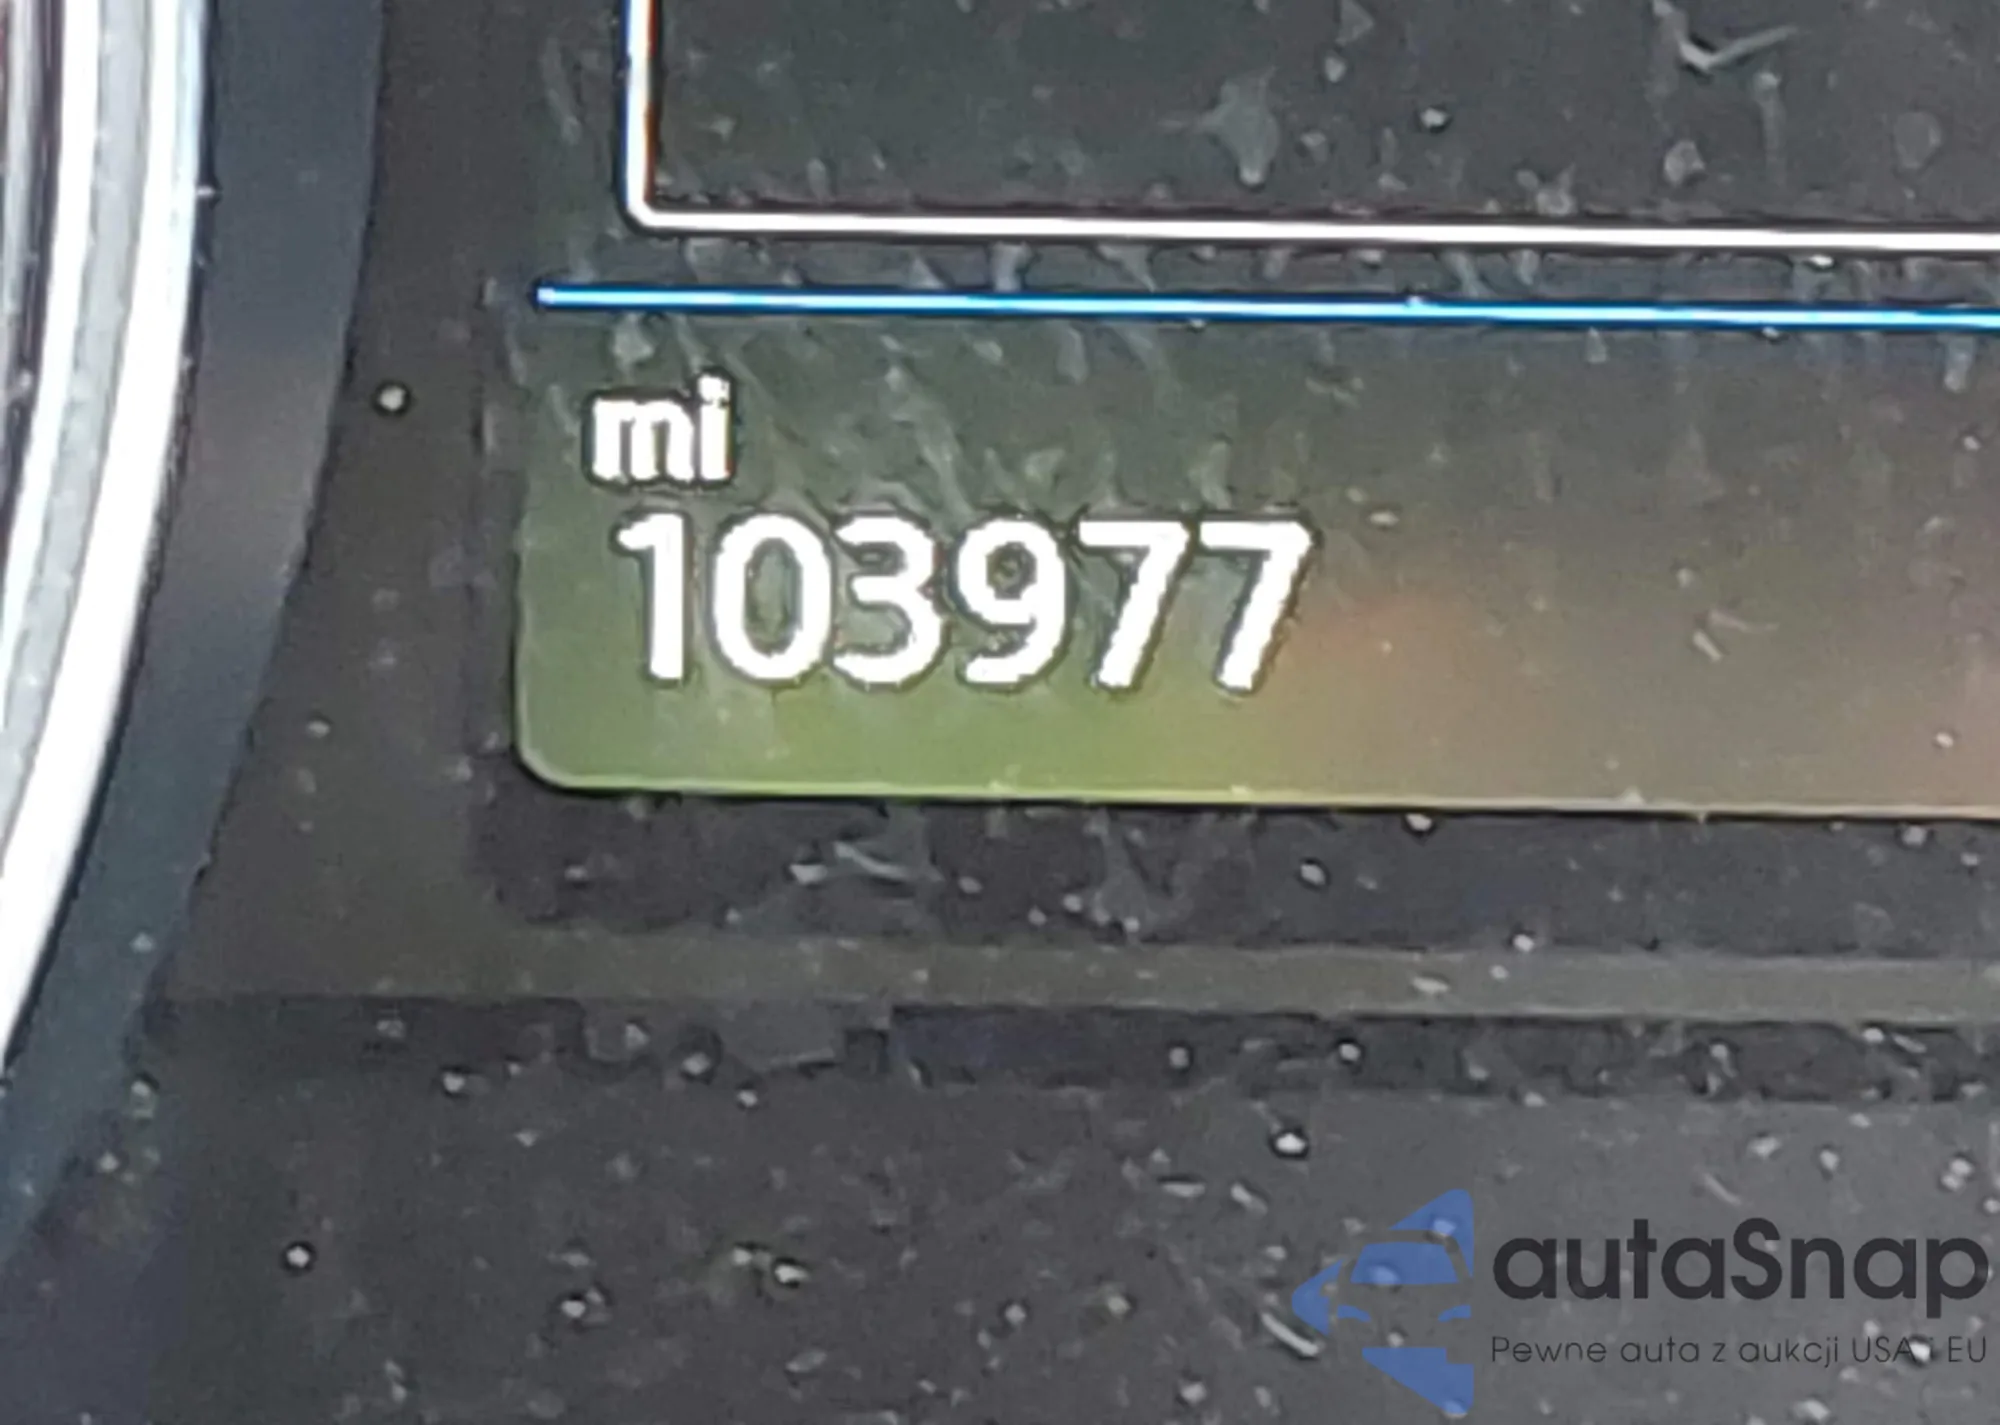 mi
103977
autaSnap
Pewne auta z aukcji USA i EU